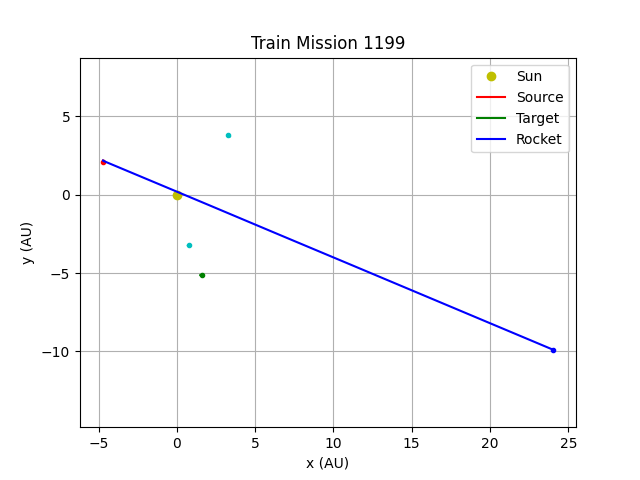 Train Mission 1199
Sun
Source
Target
Rocket
5
0
−5
−10
y (AU)
−5
0
5
10
15
20
25
x (AU)